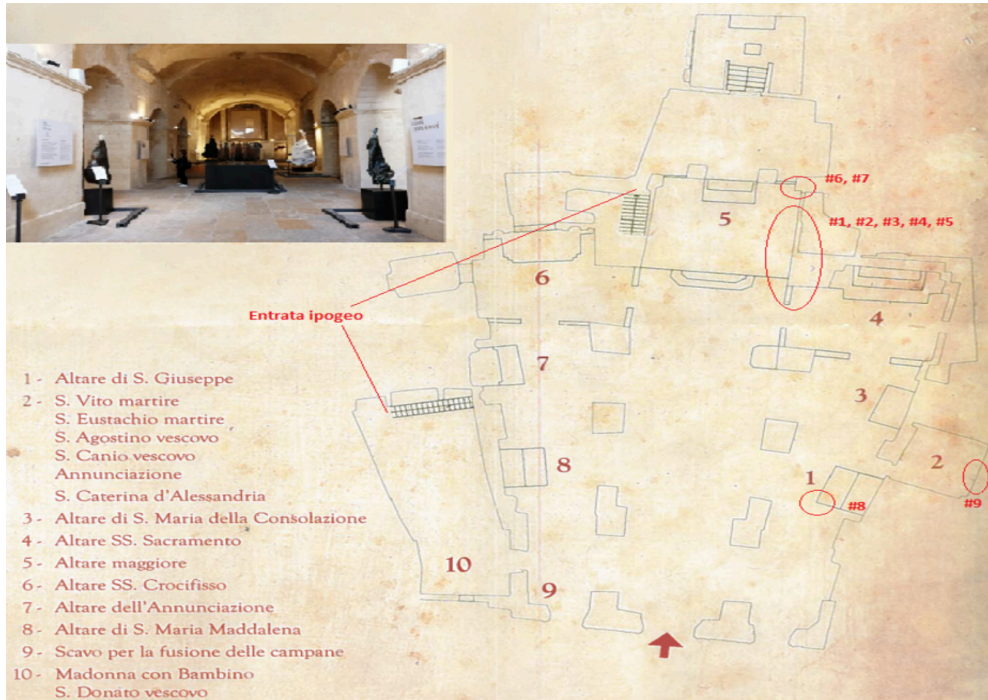 #6, #7
5
#1, #2, #3, #4, #5
6
Entrata ipogeo
4
7
3
8
1
2
#8
#9
10
9
1 - Altare di S. Giuseppe
2 - S. Vito martire
S. Eustachio martire
S. Agostino vescovo
S. Canio vescovo
Annunciazione
S. Caterina d'Alessandria
3 - Altare di S. Maria della Consolazione
4 - Altare SS. Sacramento
5 - Altare maggiore
6 - Altare SS. Crocifisso
7 - Altare dell'Annunciazione
8 - Altare di S. Maria Maddalena
9 - Scavo per la fusione delle campane
10 - Madonna con Bambino
S. Donato vescovo